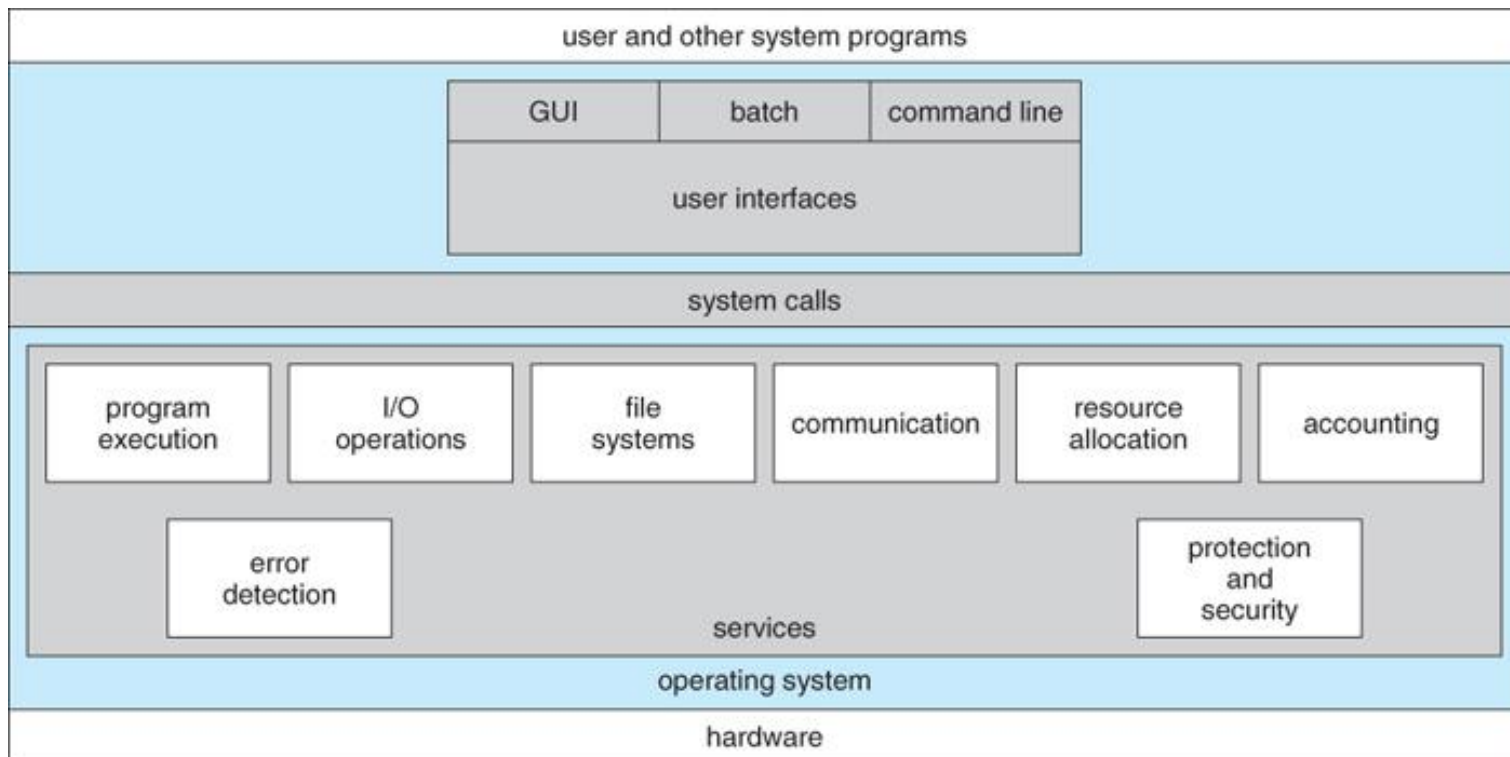 user and other system programs
GUI
batch
command line
user interfaces
system calls
program
execution
I/O
operations
file
systems
communication
resource
allocation
accounting
error
detection
protection
and
security
services
operating system
hardware